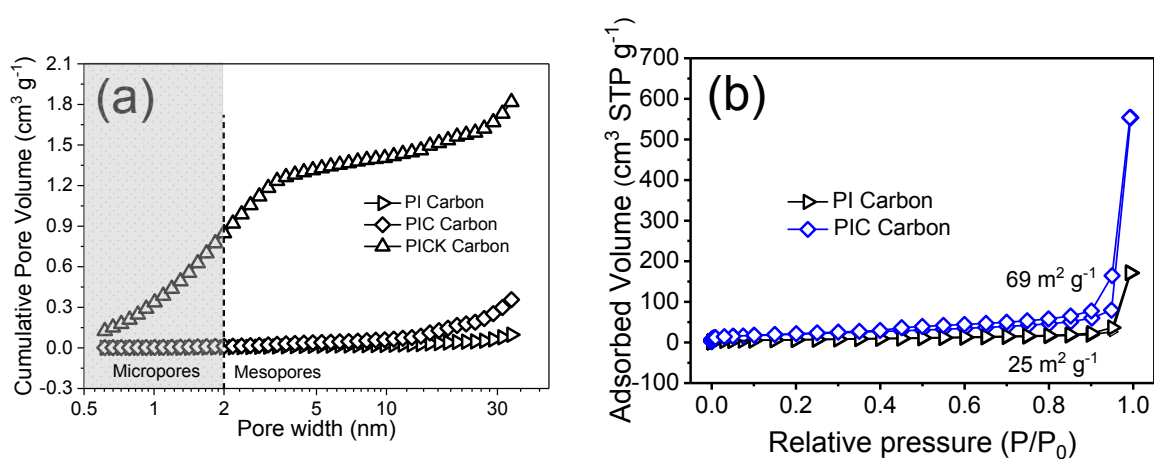 (a)
Cumulative Pore Volume (cm³ g⁻¹)
2.1
1.8
1.5
1.2
0.9
0.6
0.3
0.0
-0.3
PI Carbon
PIC Carbon
PICK Carbon
Micropores
Mesopores
0.5 1 2 5 10 30
Pore width (nm)
(b)
Adsorbed Volume (cm³ STP g⁻¹)
700
600
500
400
300
200
100
0
-100
PI Carbon
PIC Carbon
69 m² g⁻¹
25 m² g⁻¹
0.0 0.2 0.4 0.6 0.8 1.0
Relative pressure (P/P₀)